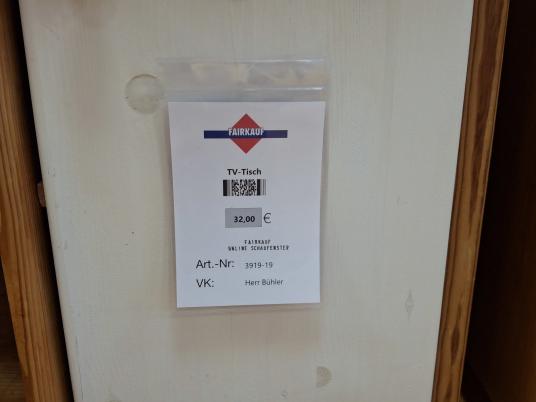 FAIRKAUF
TV-Tisch
32,00 €
FAIRKAUF
ONLINE SCHAUFENSTER
Art.-Nr: 3919-19
VK: Herr Bühler